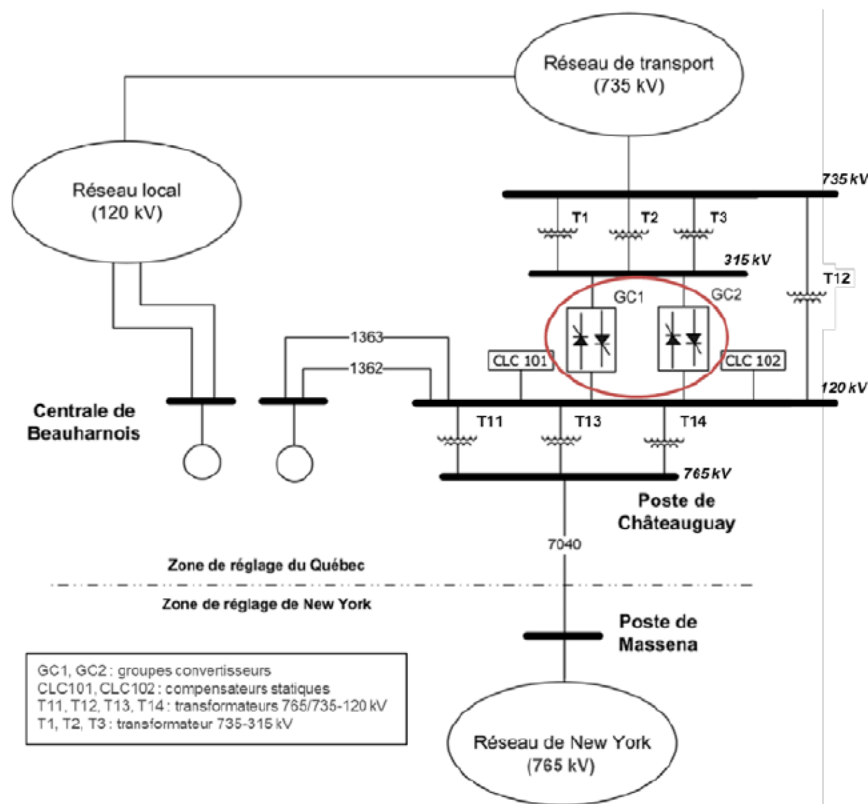 Réseau de transport
(735 kV)
Réseau local
(120 kV)
735 kV
T1
T2
T3
315 kV
T12
GC1
GC2
1363
1362
CLC 101
CLC 102
120 kV
Centrale de
Beauharnois
T11
T13
T14
765 kV
Poste de
Châteauguay
7040
Zone de réglage du Québec
Zone de réglage de New York
Poste de
Massena
GC1, GC2 : groupes convertisseurs
CLC101, CLC102 : compensateurs statiques
T11, T12, T13, T14 : transformateurs 765/735-120 kV
T1, T2, T3 : transformateur 735-315 kV
Réseau de New York
(765 kV)